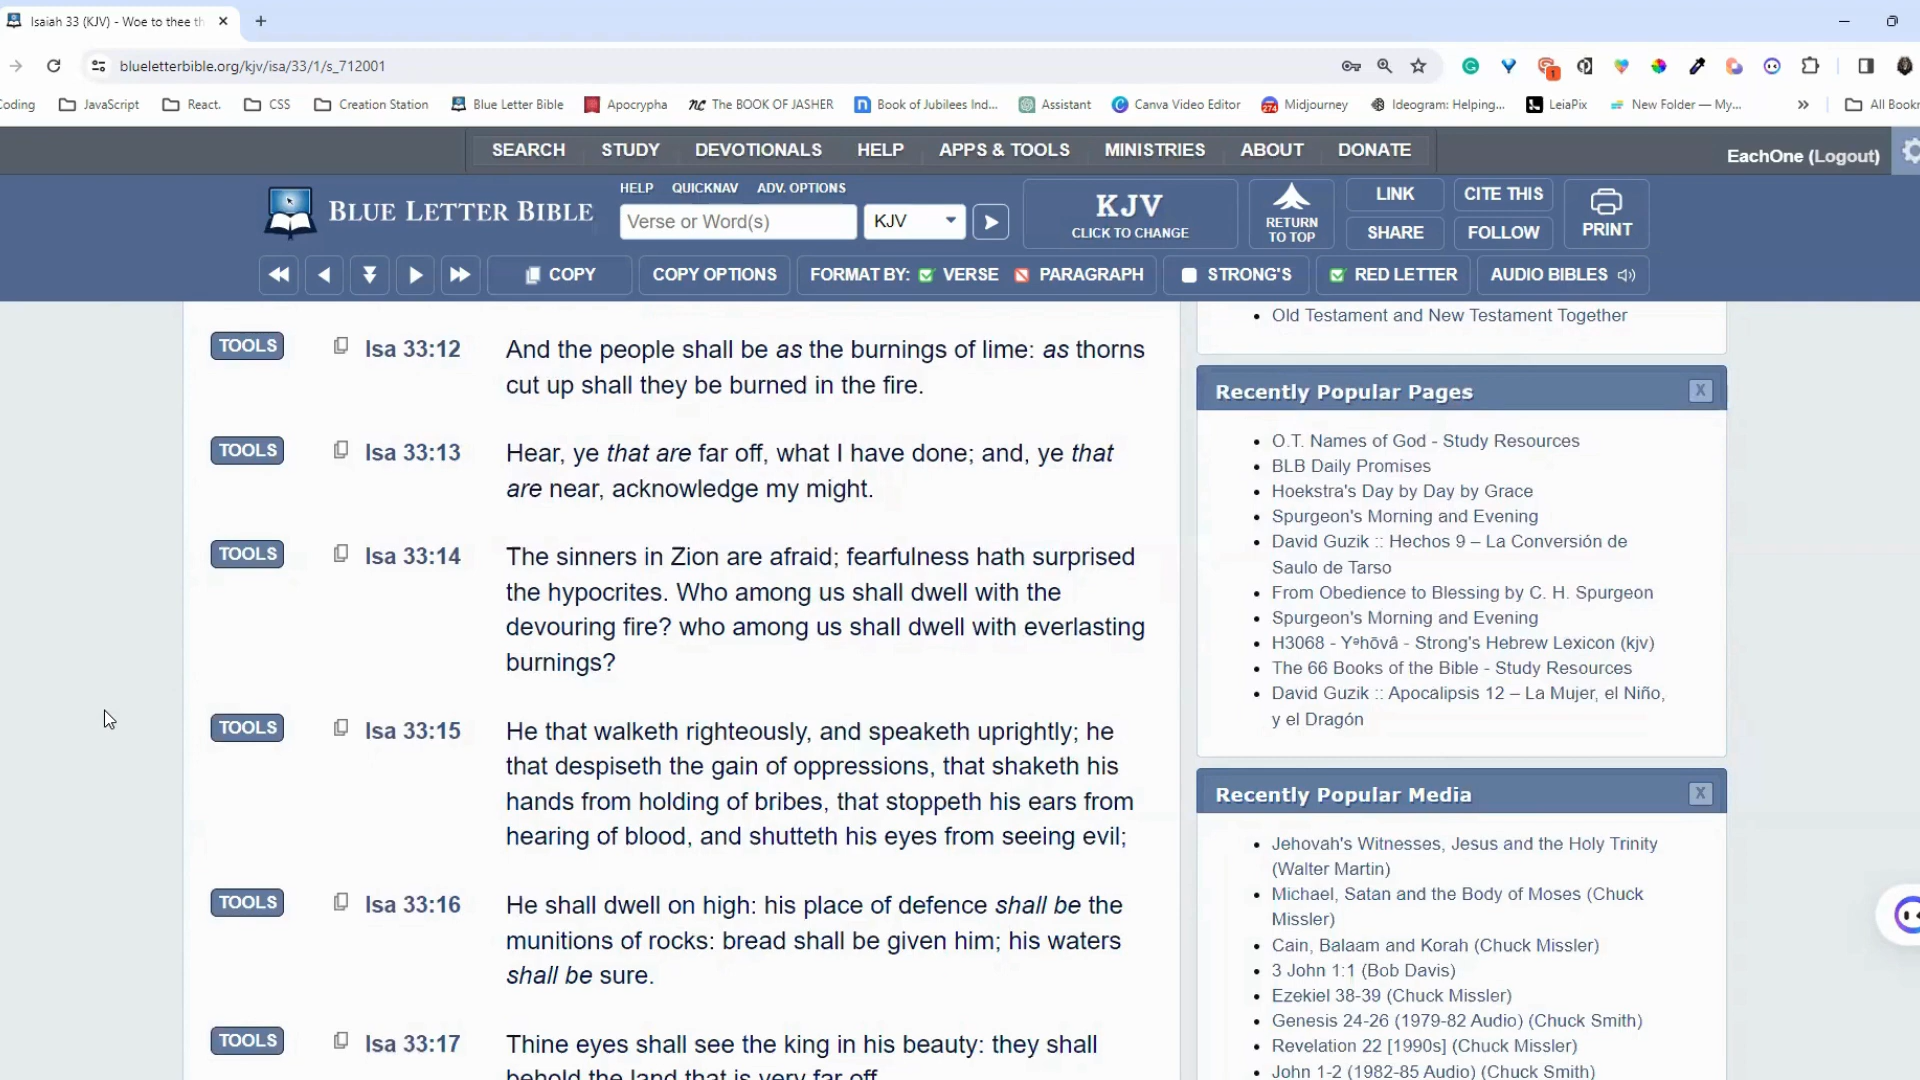 Isaiah 33 (KJV) - Woe to thee th
blueletterbible.org/kjv/isa/33/1/s_712001
1
oding
JavaScript
React.
CSS
Creation Station
Blue Letter Bible
Apocrypha
The BOOK OF JASHER
Book of Jubilees Ind...
Assistant
Canva Video Editor
274
Midjourney
Ideogram: Helping...
LeiaPix
New Folder — My...
»
All Bookn
SEARCH
STUDY
DEVOTIONALS
HELP
APPS & TOOLS
MINISTRIES
ABOUT
DONATE
EachOne (Logout)
BLUE LETTER BIBLE
HELP
QUICKNAV
ADV. OPTIONS
Verse or Word(s)
KJV
KJV
CLICK TO CHANGE
RETURN
TO TOP
LINK
CITE THIS
SHARE
FOLLOW
PRINT
COPY
COPY OPTIONS
FORMAT BY:
VERSE
PARAGRAPH
STRONG'S
RED LETTER
AUDIO BIBLES
TOOLS
Isa 33:12
And the people shall be as the burnings of lime: as thorns
cut up shall they be burned in the fire.
TOOLS
Isa 33:13
Hear, ye that are far off, what I have done; and, ye that
are near, acknowledge my might.
TOOLS
Isa 33:14
The sinners in Zion are afraid; fearfulness hath surprised
the hypocrites. Who among us shall dwell with the
devouring fire? who among us shall dwell with everlasting
burnings?
TOOLS
Isa 33:15
He that walketh righteously, and speaketh uprightly; he
that despiseth the gain of oppressions, that shaketh his
hands from holding of bribes, that stoppeth his ears from
hearing of blood, and shutteth his eyes from seeing evil;
TOOLS
Isa 33:16
He shall dwell on high: his place of defence shall be the
munitions of rocks: bread shall be given him; his waters
shall be sure.
TOOLS
Isa 33:17
Thine eyes shall see the king in his beauty: they shall
behold the land that is very far off.
Old Testament and New Testament Together
Recently Popular Pages
X
O.T. Names of God - Study Resources
BLB Daily Promises
Hoekstra's Day by Day by Grace
Spurgeon's Morning and Evening
David Guzik :: Hechos 9 – La Conversión de
Saulo de Tarso
From Obedience to Blessing by C. H. Spurgeon
Spurgeon's Morning and Evening
H3068 - Yᵊhōvâ - Strong's Hebrew Lexicon (kjv)
The 66 Books of the Bible - Study Resources
David Guzik :: Apocalipsis 12 – La Mujer, el Niño,
y el Dragón
Recently Popular Media
X
Jehovah's Witnesses, Jesus and the Holy Trinity
(Walter Martin)
Michael, Satan and the Body of Moses (Chuck
Missler)
Cain, Balaam and Korah (Chuck Missler)
3 John 1:1 (Bob Davis)
Ezekiel 38-39 (Chuck Missler)
Genesis 24-26 (1979-82 Audio) (Chuck Smith)
Revelation 22 [1990s] (Chuck Missler)
John 1-2 (1982-85 Audio) (Chuck Smith)